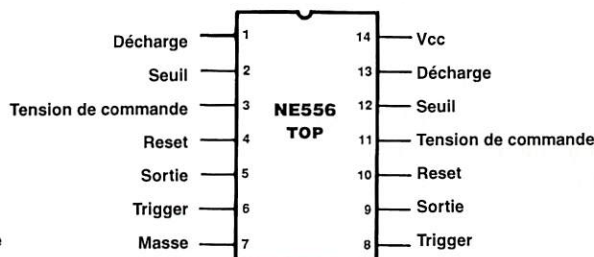 Décharge 1 14 Vcc
Seuil 2 13 Décharge
Tension de commande 3 NE556 12 Seuil
TOP
Reset 4 11 Tension de commande
Sortie 5 10 Reset
Trigger 6 9 Sortie
Masse 7 8 Trigger